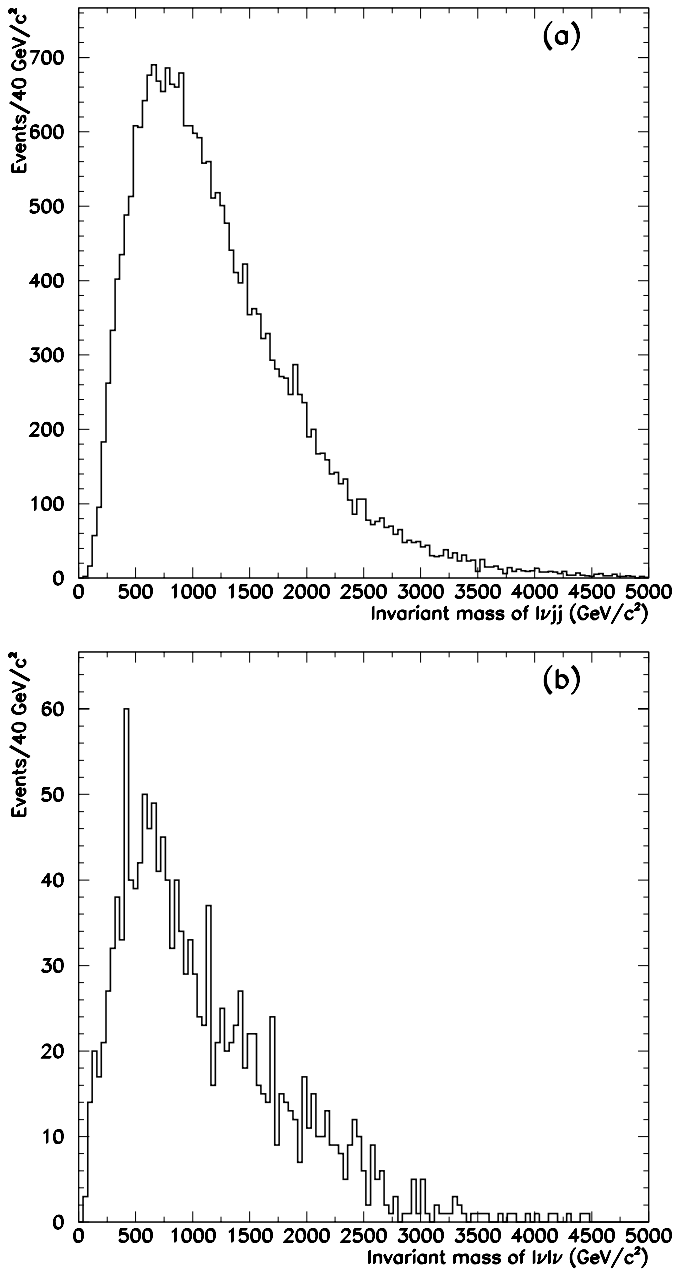 (a)
Events/40 GeV/c²
700
600
500
400
300
200
100
0
0 500 1000 1500 2000 2500 3000 3500 4000 4500 5000
Invariant mass of lνjj (GeV/c²)
(b)
Events/40 GeV/c²
60
50
40
30
20
10
0
0 500 1000 1500 2000 2500 3000 3500 4000 4500 5000
Invariant mass of lνlν (GeV/c²)